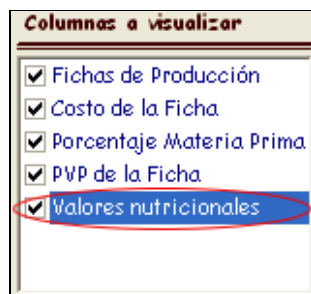 Columnas a visualizar
Fichas de Producción
Costo de la Ficha
Porcentaje Materia Prima
PVP de la Ficha
Valores nutricionales